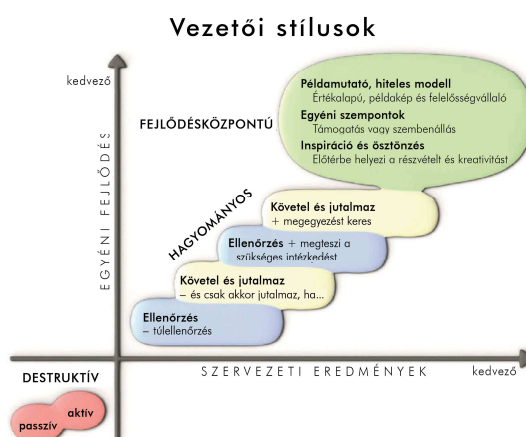 Vezetői stílusok
kedvező
EGYÉNI FEJLŐDÉS
FEJLŐDÉSKÖZPONTÚ
Példamutató, hiteles modell
Értékalapú, példakép és felelősségvállaló
Egyéni szempontok
Támogatás vagy szembenállás
Inspiráció és ösztönzés
Előtérbe helyezi a részvételt és kreativitást
HAGYOMÁNYOS
Követel és jutalmaz
+ megegyezést keres
Ellenőrzés + megteszi a
szükséges intézkedést
Követel és jutalmaz
– és csak akkor jutalmaz, ha...
Ellenőrzés
– túlellenőrzés
SZERVEZETI EREDMÉNYEK
kedvező
DESTRUKTÍV
aktív
passzív